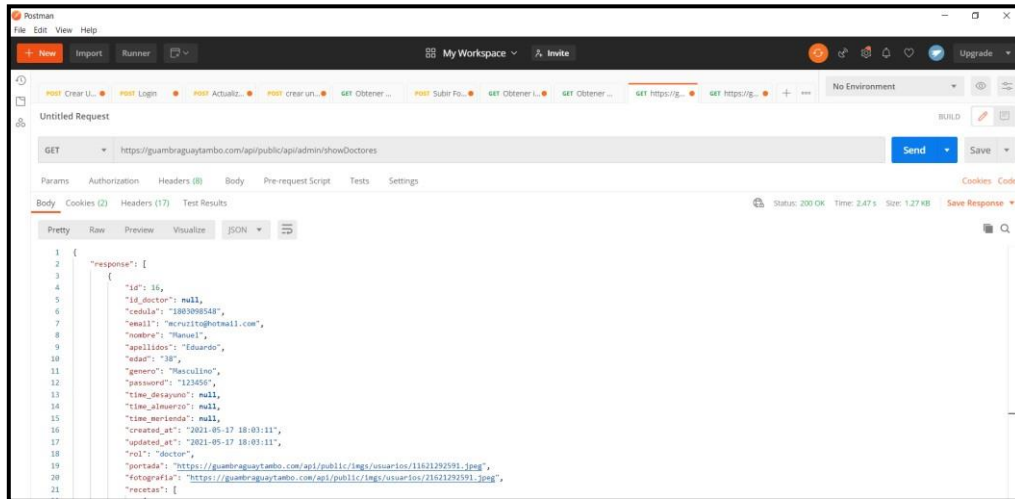 Postman
File Edit View Help
+ New Import Runner My Workspace Invite Upgrade
POST Crear U... POST Login POST Actualiz... POST crear un... GET Obtener ... POST Subir Fo... GET Obtener L... GET Obtener ... GET https://g... GET https://g... + ... No Environment
Untitled Request BUILD
GET https://guambraguaytambo.com/api/public/api/admin/showDoctores Send Save
Params Authorization Headers (8) Body Pre-request Script Tests Settings Cookies Code
Body Cookies (2) Headers (17) Test Results Status: 200 OK Time: 2.47 s Size: 1.27 KB Save Response
Pretty Raw Preview Visualize JSON
1 {
2 "response": [
3 {
4 "id": 16,
5 "id_doctor": null,
6 "cedula": "1803098548",
7 "email": "mcruzito@hotmail.com",
8 "nombre": "Manuel",
9 "apellidos": "Eduardo",
10 "edad": "38",
11 "genero": "Masculino",
12 "password": "123456",
13 "time_desayuno": null,
14 "time_almuerzo": null,
15 "time_merienda": null,
16 "created_at": "2021-05-17 18:03:11",
17 "updated_at": "2021-05-17 18:03:11",
18 "rol": "doctor",
19 "portada": "https://guambraguaytambo.com/api/public/imgs/usuarios/11621292591.jpeg",
20 "fotografia": "https://guambraguaytambo.com/api/public/imgs/usuarios/21621292591.jpeg",
21 "recetas": [